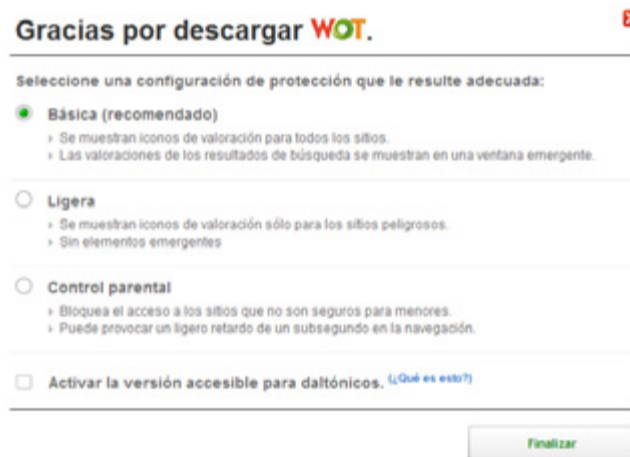 Gracias por descargar WOT.
Seleccione una configuración de protección que le resulte adecuada:
Básica (recomendado)
› Se muestran iconos de valoración para todos los sitios.
› Las valoraciones de los resultados de búsqueda se muestran en una ventana emergente.
Ligera
› Se muestran iconos de valoración sólo para los sitios peligrosos.
› Sin elementos emergentes
Control parental
› Bloquea el acceso a los sitios que no son seguros para menores.
› Puede provocar un ligero retardo de un subsegundo en la navegación.
Activar la versión accesible para daltónicos. (¿Qué es esto?)
Finalizar